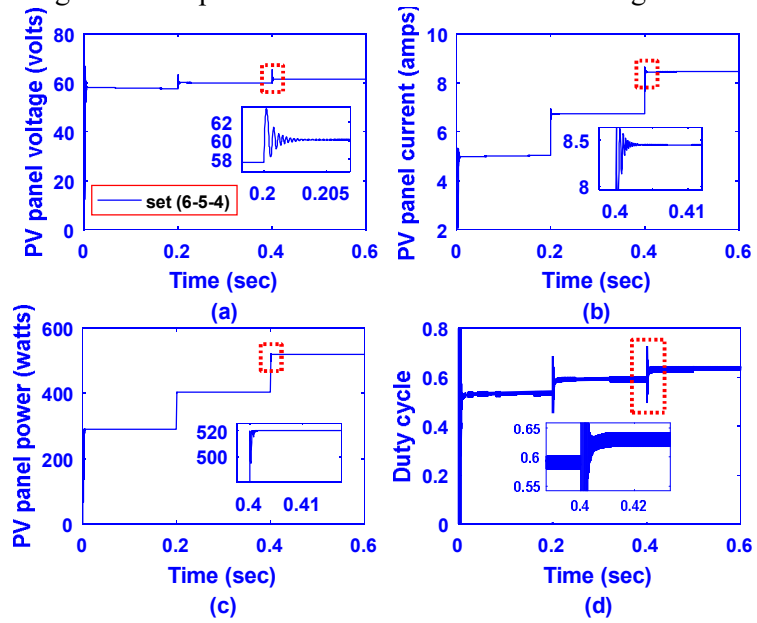 PV panel voltage (volts)
80
60
40
20
0
62
60
58
0.2 0.205
set (6-5-4)
0 0.2 0.4 0.6
Time (sec)
(a)
PV panel current (amps)
10
8
6
4
2
8.5
8
0.4 0.41
0 0.2 0.4 0.6
Time (sec)
(b)
PV panel power (watts)
600
400
200
0
520
500
0.4 0.41
0 0.2 0.4 0.6
Time (sec)
(c)
Duty cycle
0.8
0.6
0.4
0.2
0
0.65
0.6
0.55
0.4 0.42
0 0.2 0.4 0.6
Time (sec)
(d)